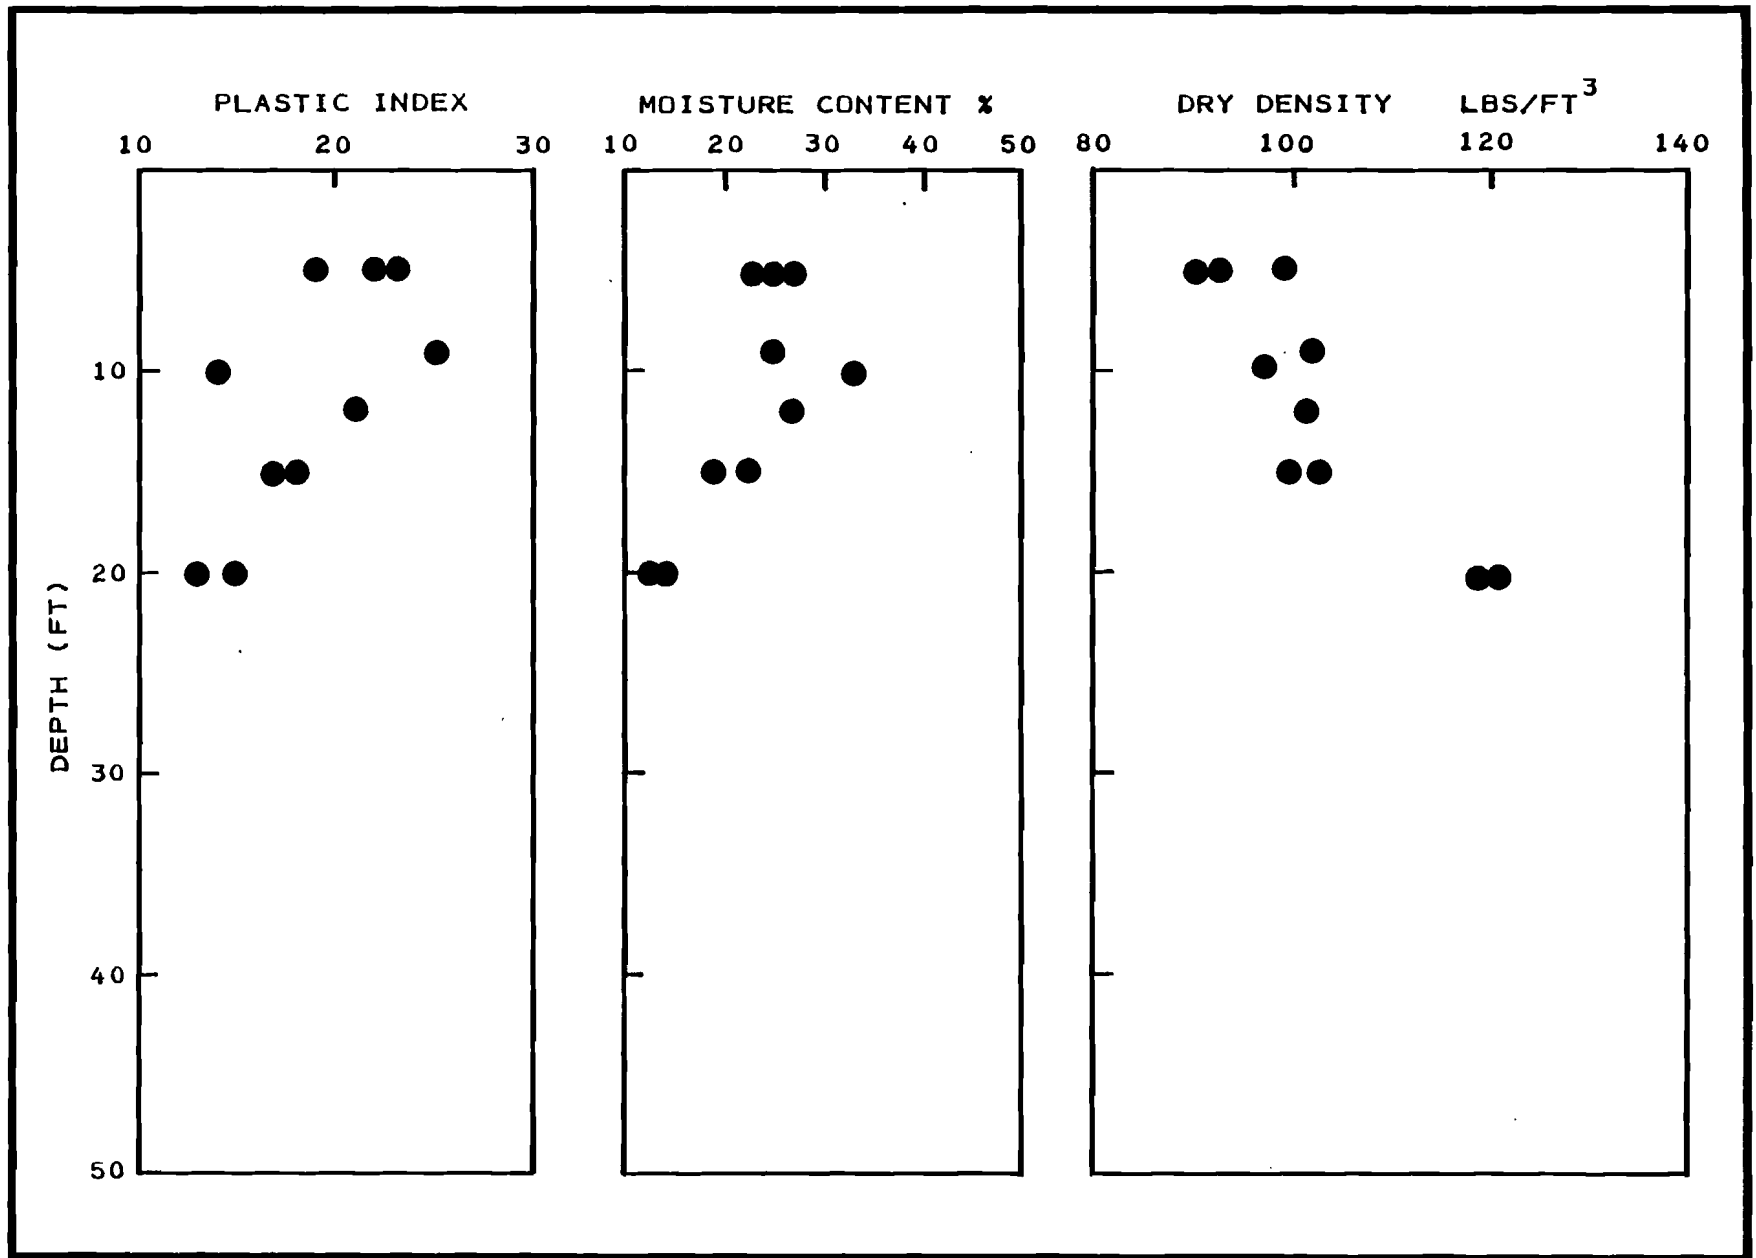 PLASTIC INDEX MOISTURE CONTENT % DRY DENSITY LBS/FT³
10 20 30 10 20 30 40 50 80 100 120 140
10
20
30
40
50
DEPTH (FT)